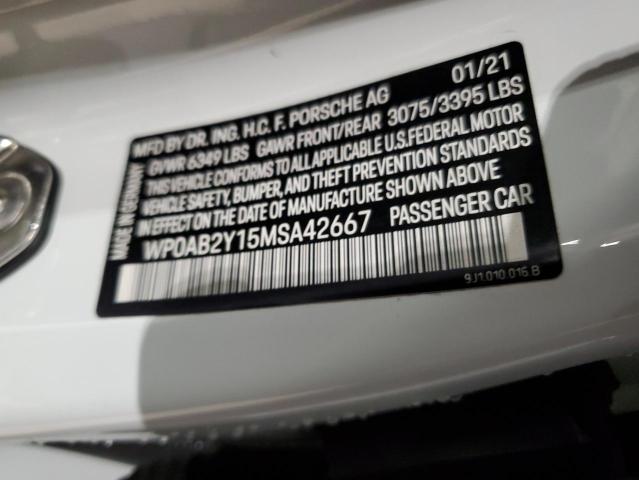 MFD BY DR. ING. H.C. F. PORSCHE AG 01/21
GVWR 6349 LBS GAWR FRONT/REAR 3075/3395 LBS
THIS VEHICLE CONFORMS TO ALL APPLICABLE U.S.FEDERAL MOTOR
VEHICLE SAFETY, BUMPER, AND THEFT PREVENTION STANDARDS
IN EFFECT ON THE DATE OF MANUFACTURE SHOWN ABOVE
WP0AB2Y15MSA42667 PASSENGER CAR
9J1.010 016 B
MADE IN GERMANY